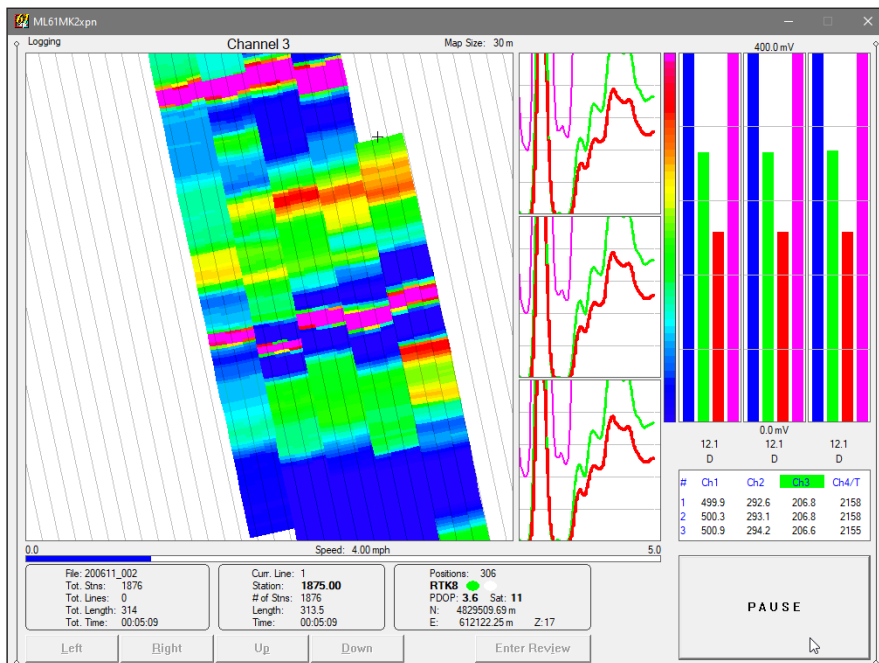 ML61MK2xpn
Logging
Channel 3
Map Size: 30 m
400.0 mV
0.0 mV
12.1 12.1 12.1
D D D
# Ch1 Ch2 Ch3 Ch4/T
1 499.9 292.6 206.8 2158
2 500.3 293.1 206.8 2158
3 500.9 294.2 206.6 2155
0.0 Speed: 4.00 mph 5.0
File: 200611_002
Tot. Stns: 1876
Tot. Lines: 0
Tot. Length: 314
Tot. Time: 00:05:09
Curr. Line: 1
Station: 1875.00
# of Stns: 1876
Length: 313.5
Time: 00:05:09
Positions: 306
RTK8
PDOP: 3.6 Sat: 11
N: 4829509.69 m
E: 612122.25 m Z:17
PAUSE
Left Right Up Down Enter Review